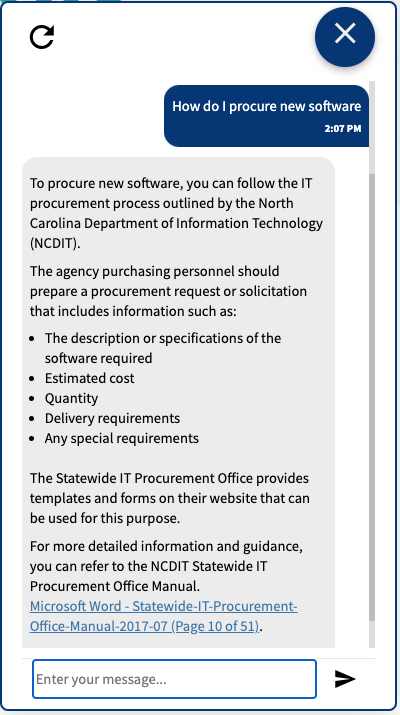 How do I procure new software
2:07 PM
To procure new software, you can follow the IT
procurement process outlined by the North
Carolina Department of Information Technology
(NCDIT).
The agency purchasing personnel should
prepare a procurement request or solicitation
that includes information such as:
• The description or specifications of the
software required
• Estimated cost
• Quantity
• Delivery requirements
• Any special requirements
The Statewide IT Procurement Office provides
templates and forms on their website that can
be used for this purpose.
For more detailed information and guidance,
you can refer to the NCDIT Statewide IT
Procurement Office Manual.
Microsoft Word - Statewide-IT-Procurement-
Office-Manual-2017-07 (Page 10 of 51).
Enter your message...